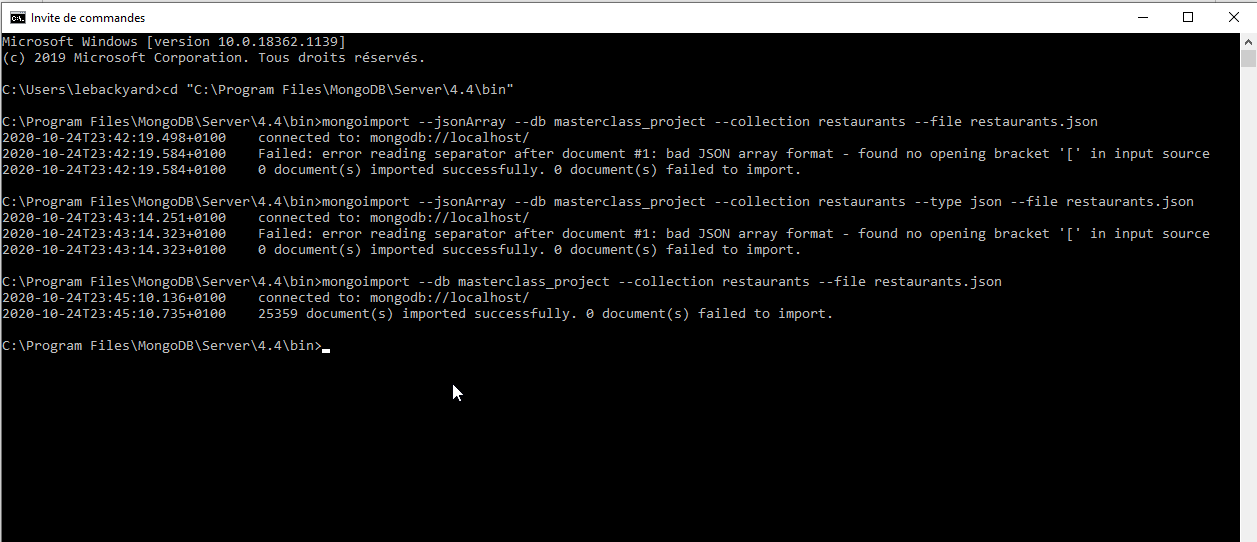 Invite de commandes
Microsoft Windows [version 10.0.18362.1139]
(c) 2019 Microsoft Corporation. Tous droits réservés.
C:\Users\lebackyard>cd "C:\Program Files\MongoDB\Server\4.4\bin"
C:\Program Files\MongoDB\Server\4.4\bin>mongoimport --jsonArray --db masterclass_project --collection restaurants --file restaurants.json
2020-10-24T23:42:19.498+0100    connected to: mongodb://localhost/
2020-10-24T23:42:19.584+0100    Failed: error reading separator after document #1: bad JSON array format - found no opening bracket '[' in input source
2020-10-24T23:42:19.584+0100    0 document(s) imported successfully. 0 document(s) failed to import.
C:\Program Files\MongoDB\Server\4.4\bin>mongoimport --jsonArray --db masterclass_project --collection restaurants --type json --file restaurants.json
2020-10-24T23:43:14.251+0100    connected to: mongodb://localhost/
2020-10-24T23:43:14.323+0100    Failed: error reading separator after document #1: bad JSON array format - found no opening bracket '[' in input source
2020-10-24T23:43:14.323+0100    0 document(s) imported successfully. 0 document(s) failed to import.
C:\Program Files\MongoDB\Server\4.4\bin>mongoimport --db masterclass_project --collection restaurants --file restaurants.json
2020-10-24T23:45:10.136+0100    connected to: mongodb://localhost/
2020-10-24T23:45:10.735+0100    25359 document(s) imported successfully. 0 document(s) failed to import.
C:\Program Files\MongoDB\Server\4.4\bin>